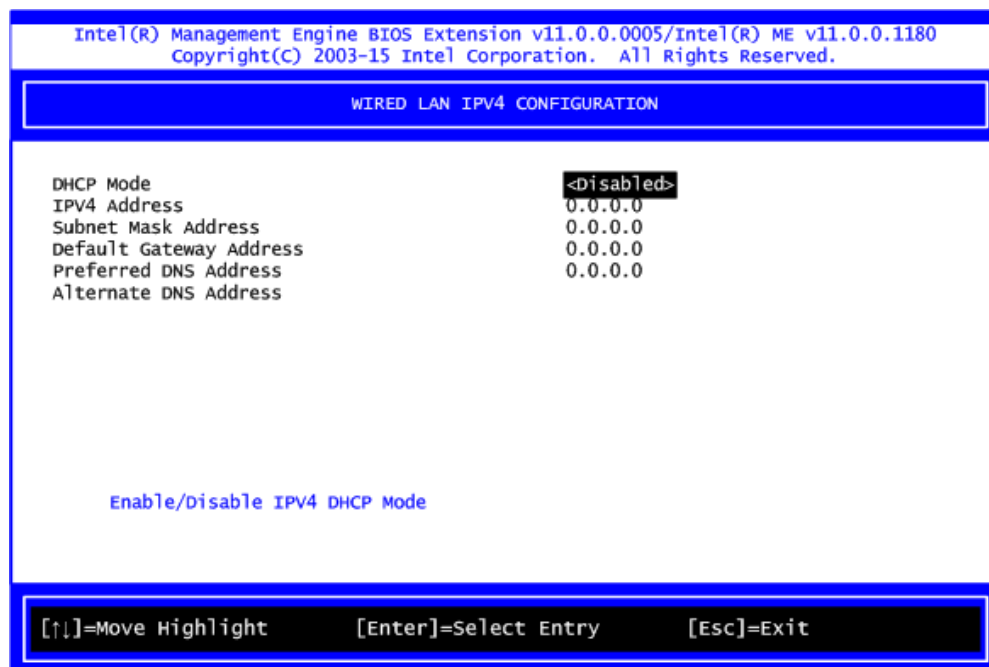 Intel(R) Management Engine BIOS Extension v11.0.0.0005/Intel(R) ME v11.0.0.1180
Copyright(C) 2003-15 Intel Corporation. All Rights Reserved.
WIRED LAN IPV4 CONFIGURATION
DHCP Mode <Disabled>
IPV4 Address 0.0.0.0
Subnet Mask Address 0.0.0.0
Default Gateway Address 0.0.0.0
Preferred DNS Address 0.0.0.0
Alternate DNS Address
Enable/Disable IPV4 DHCP Mode
[↑↓]=Move Highlight [Enter]=Select Entry [Esc]=Exit